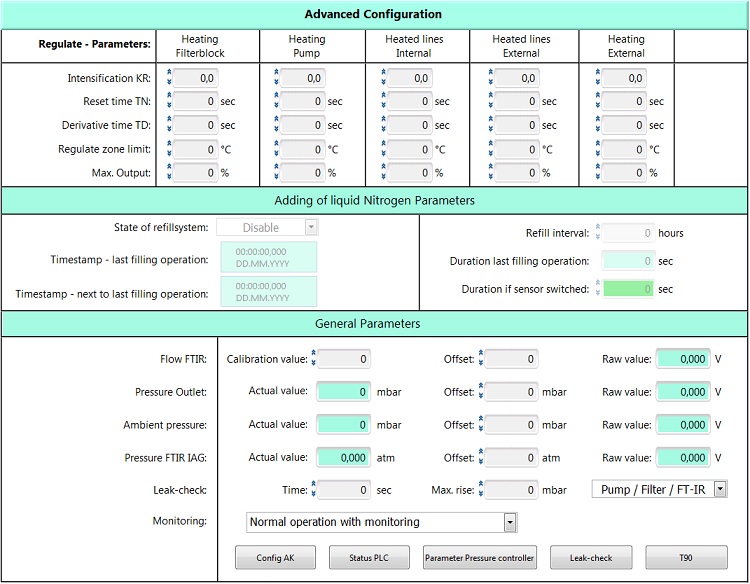 Advanced Configuration
Regulate - Parameters: Heating Filterblock Heating Pump Heated lines Internal Heated lines External Heating External
Intensification KR: 0,0 0,0 0,0 0,0 0,0
Reset time TN: 0 sec 0 sec 0 sec 0 sec 0 sec
Derivative time TD: 0 sec 0 sec 0 sec 0 sec 0 sec
Regulate zone limit: 0 °C 0 °C 0 °C 0 °C 0 °C
Max. Output: 0 % 0 % 0 % 0 % 0 %
Adding of liquid Nitrogen Parameters
State of refillsystem: Disable
Timestamp - last filling operation: 00:00:00,000 DD.MM.YYYY
Timestamp - next to last filling operation: 00:00:00,000 DD.MM.YYYY
Refill interval: 0 hours
Duration last filling operation: 0 sec
Duration if sensor switched: 0 sec
General Parameters
Flow FTIR: Calibration value: 0 Offset: 0 Raw value: 0,000 V
Pressure Outlet: Actual value: 0 mbar Offset: 0 mbar Raw value: 0,000 V
Ambient pressure: Actual value: 0 mbar Offset: 0 mbar Raw value: 0,000 V
Pressure FTIR IAG: Actual value: 0,000 atm Offset: 0 atm Raw value: 0,000 V
Leak-check: Time: 0 sec Max. rise: 0 mbar Pump / Filter / FT-IR
Monitoring: Normal operation with monitoring
Config AK Status PLC Parameter Pressure controller Leak-check T90